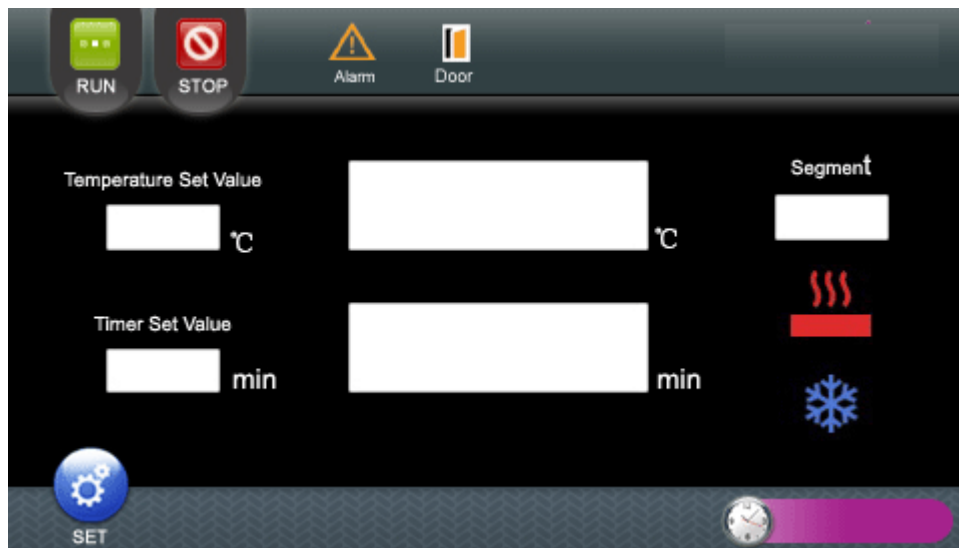 RUN
STOP
Alarm
Door
Temperature Set Value
℃
℃
Segment
Timer Set Value
min
min
SET